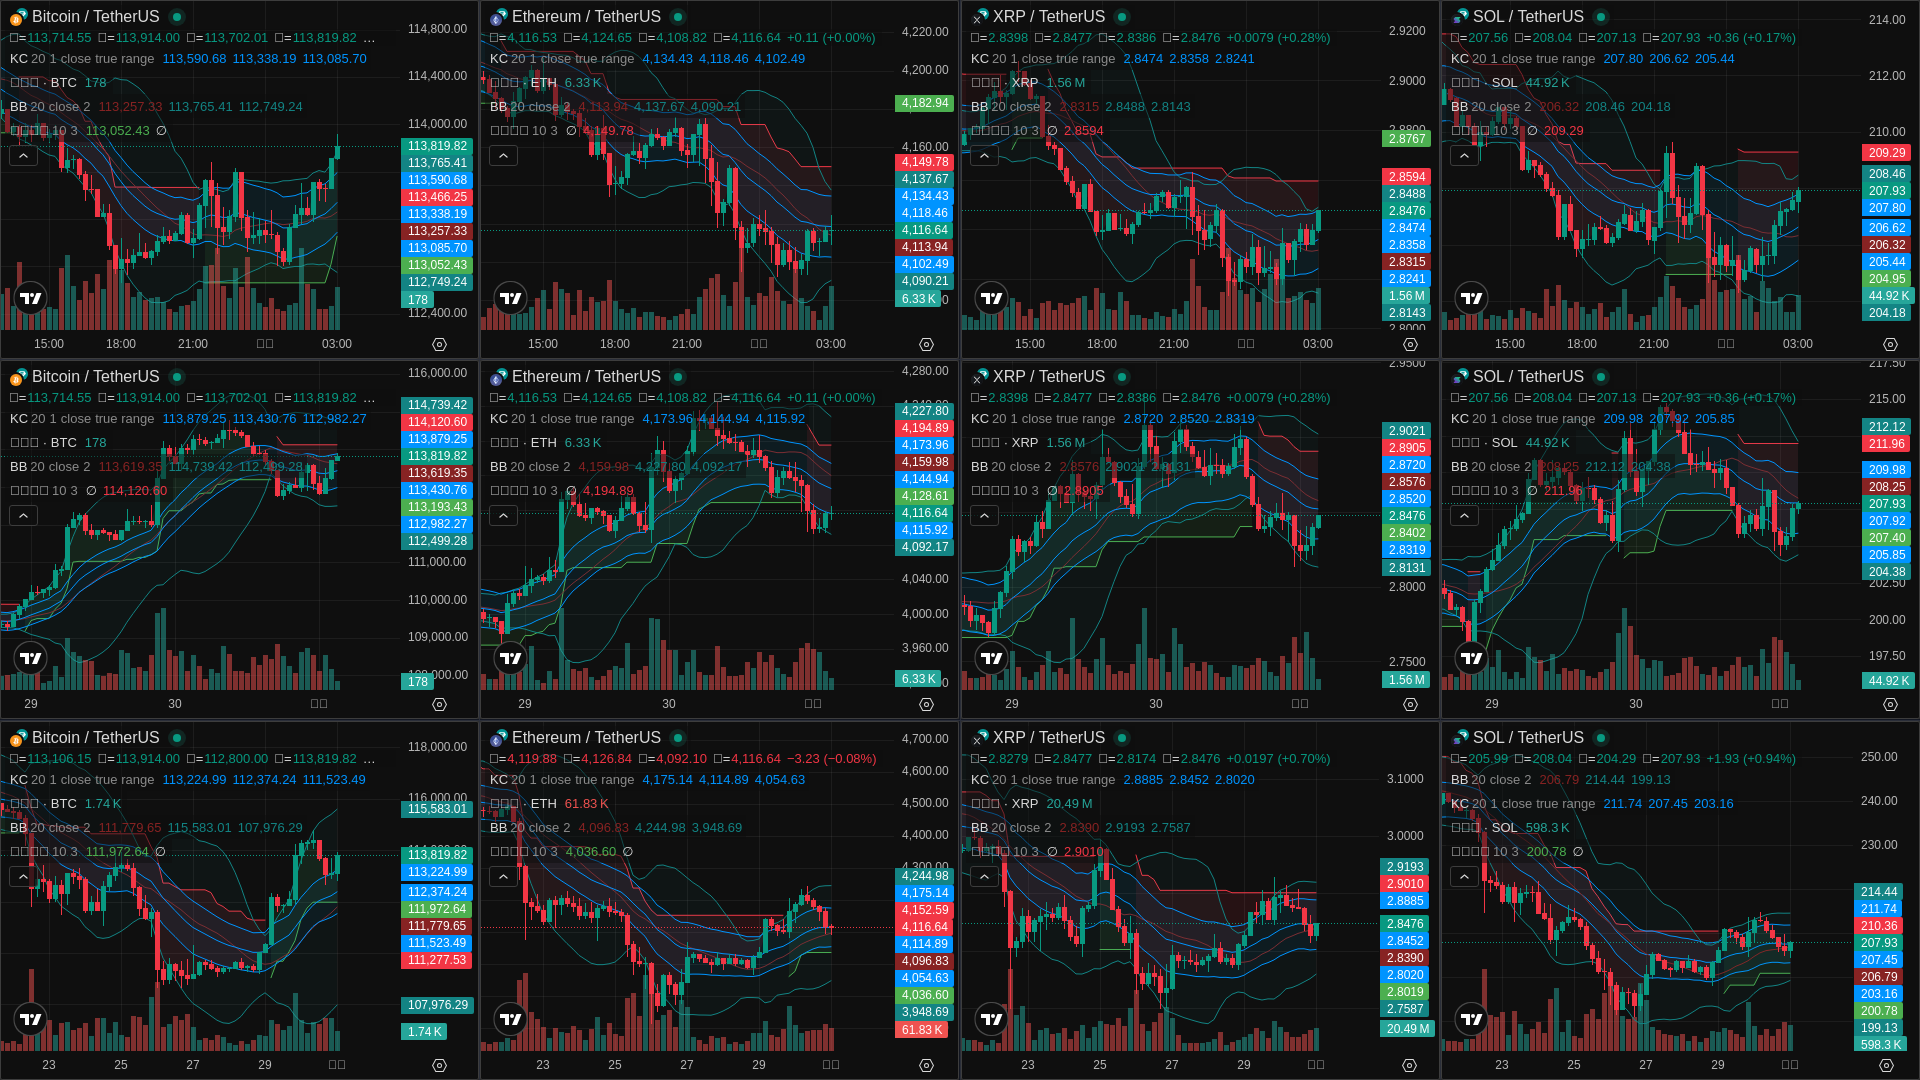 Bitcoin / TetherUS
=113,714.55 =113,914.00 =113,702.01 =113,819.82 ...
KC 20 1 close true range 113,590.68 113,338.19 113,085.70
· BTC 178
BB 20 close 2 113,257.33 113,765.41 112,749.24
10 3 113,052.43 ∅
114,800.00
114,400.00
114,000.00
113,819.82
113,765.41
113,590.68
113,466.25
113,338.19
113,257.33
113,085.70
113,052.43
112,749.24
178
112,400.00
15:00 18:00 21:00 03:00
Ethereum / TetherUS
=4,116.53 =4,124.65 =4,108.82 =4,116.64 +0.11 (+0.00%)
KC 20 1 close true range 4,134.43 4,118.46 4,102.49
· ETH 6.33 K
BB 20 close 2 4,113.94 4,137.67 4,090.21
10 3 ∅ 4,149.78
4,220.00
4,200.00
4,182.94
4,160.00
4,149.78
4,137.67
4,134.43
4,118.46
4,116.64
4,113.94
4,102.49
4,090.21
6.33 K
15:00 18:00 21:00 03:00
XRP / TetherUS
=2.8398 =2.8477 =2.8386 =2.8476 +0.0079 (+0.28%)
KC 20 1 close true range 2.8474 2.8358 2.8241
· XRP 1.56 M
BB 20 close 2 2.8315 2.8488 2.8143
10 3 ∅ 2.8594
2.9200
2.9000
2.8767
2.8594
2.8488
2.8476
2.8474
2.8358
2.8315
2.8241
1.56 M
2.8143
2.8000
15:00 18:00 21:00 03:00
SOL / TetherUS
=207.56 =208.04 =207.13 =207.93 +0.36 (+0.17%)
KC 20 1 close true range 207.80 206.62 205.44
· SOL 44.92 K
BB 20 close 2 206.32 208.46 204.18
10 3 ∅ 209.29
214.00
212.00
210.00
209.29
208.46
207.93
207.80
206.62
206.32
205.44
204.95
44.92 K
204.18
15:00 18:00 21:00 03:00
Bitcoin / TetherUS
=113,714.55 =113,914.00 =113,702.01 =113,819.82 ...
KC 20 1 close true range 113,879.25 113,430.76 112,982.27
· BTC 178
BB 20 close 2 113,619.35 114,739.42 112,499.28
10 3 ∅ 114,120.60
116,000.00
114,739.42
114,120.60
113,879.25
113,819.82
113,619.35
113,430.76
113,193.43
112,982.27
112,499.28
111,000.00
110,000.00
109,000.00
178
29 30
Ethereum / TetherUS
=4,116.53 =4,124.65 =4,108.82 =4,116.64 +0.11 (+0.00%)
KC 20 1 close true range 4,173.96 4,144.94 4,115.92
· ETH 6.33 K
BB 20 close 2 4,159.98 4,227.80 4,092.17
10 3 ∅ 4,194.89
4,280.00
4,227.80
4,194.89
4,173.96
4,159.98
4,144.94
4,128.61
4,116.64
4,115.92
4,092.17
4,040.00
4,000.00
3,960.00
6.33 K
29 30
XRP / TetherUS
=2.8398 =2.8477 =2.8386 =2.8476 +0.0079 (+0.28%)
KC 20 1 close true range 2.8720 2.8520 2.8319
· XRP 1.56 M
BB 20 close 2 2.8576 2.9021 2.8131
10 3 ∅ 2.8905
2.9500
2.9021
2.8905
2.8720
2.8576
2.8520
2.8476
2.8402
2.8319
2.8131
2.8000
2.7500
1.56 M
29 30
SOL / TetherUS
=207.56 =208.04 =207.13 =207.93 +0.36 (+0.17%)
KC 20 1 close true range 209.98 207.92 205.85
· SOL 44.92 K
BB 20 close 2 208.25 212.12 204.38
10 3 ∅ 211.96
217.50
215.00
212.12
211.96
209.98
208.25
207.93
207.92
207.40
205.85
204.38
202.50
200.00
197.50
44.92 K
29 30
Bitcoin / TetherUS
=113,106.15 =113,914.00 =112,800.00 =113,819.82 ...
KC 20 1 close true range 113,224.99 112,374.24 111,523.49
· BTC 1.74 K
BB 20 close 2 111,779.65 115,583.01 107,976.29
10 3 111,972.64 ∅
118,000.00
116,000.00
115,583.01
113,819.82
113,224.99
112,374.24
111,972.64
111,779.65
111,523.49
111,277.53
107,976.29
1.74 K
23 25 27 29
Ethereum / TetherUS
=4,119.88 =4,126.84 =4,092.10 =4,116.64 −3.23 (−0.08%)
KC 20 1 close true range 4,175.14 4,114.89 4,054.63
· ETH 61.83 K
BB 20 close 2 4,096.83 4,244.98 3,948.69
10 3 4,036.60 ∅
4,700.00
4,600.00
4,500.00
4,400.00
4,300.00
4,244.98
4,175.14
4,152.59
4,116.64
4,114.89
4,096.83
4,054.63
4,036.60
3,948.69
61.83 K
23 25 27 29
XRP / TetherUS
=2.8279 =2.8477 =2.8174 =2.8476 +0.0197 (+0.70%)
KC 20 1 close true range 2.8885 2.8452 2.8020
· XRP 20.49 M
BB 20 close 2 2.8390 2.9193 2.7587
10 3 ∅ 2.9010
3.1000
3.0000
2.9193
2.9010
2.8885
2.8476
2.8452
2.8390
2.8020
2.8019
2.7587
20.49 M
23 25 27 29
SOL / TetherUS
=205.99 =208.04 =204.29 =207.93 +1.93 (+0.94%)
BB 20 close 2 206.79 214.44 199.13
KC 20 1 close true range 211.74 207.45 203.16
· SOL 598.3 K
10 3 200.78 ∅
250.00
240.00
230.00
214.44
211.74
210.36
207.93
207.45
206.79
203.16
200.78
199.13
598.3 K
23 25 27 29